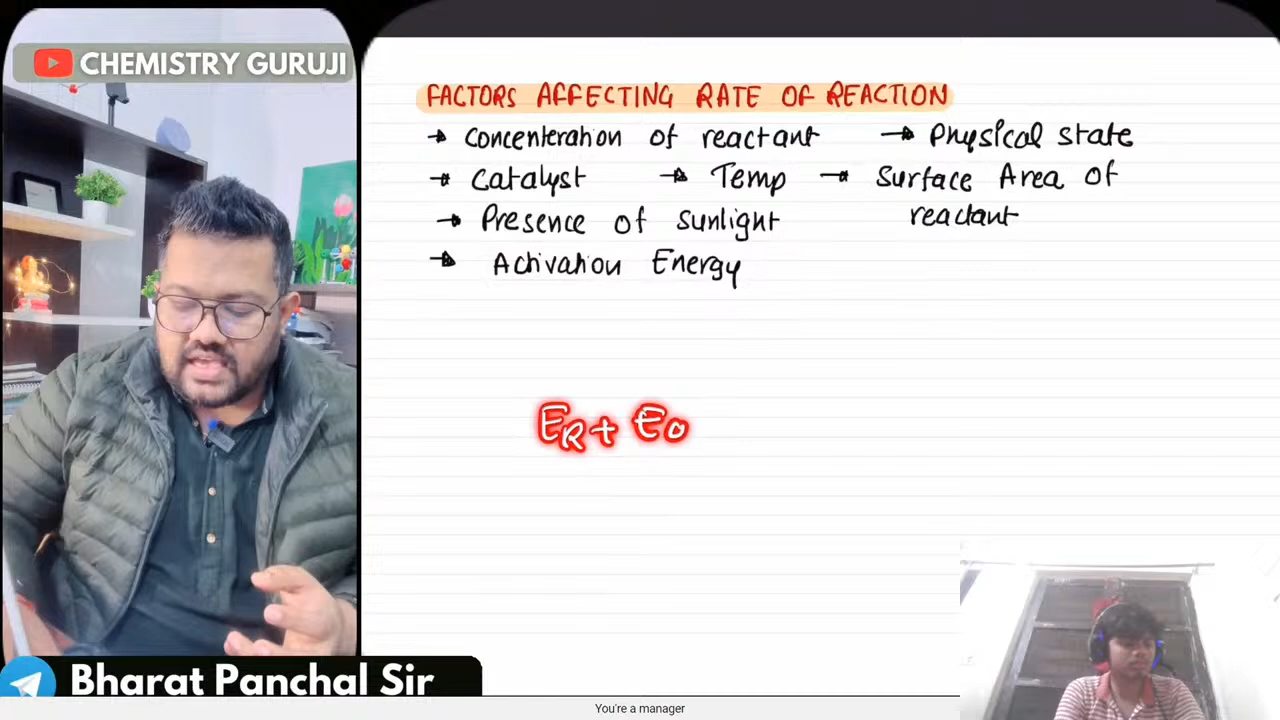 CHEMISTRY GURUJI
FACTORS AFFECTING RATE OF REACTION
→ Concenteration of reactant → Physical state
→ Catalyst → Temp → Surface Area of
reactant
→ Presence of sunlight
→ Activation Energy
ER + EO
Bharat Panchal Sir
You're a manager